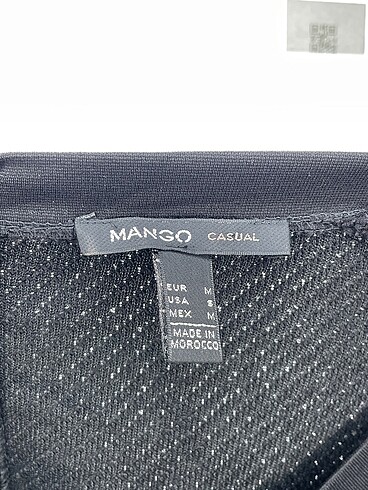 MANGO CASUAL
EUR M
USA S
MEX M
MADE IN
MOROCCO